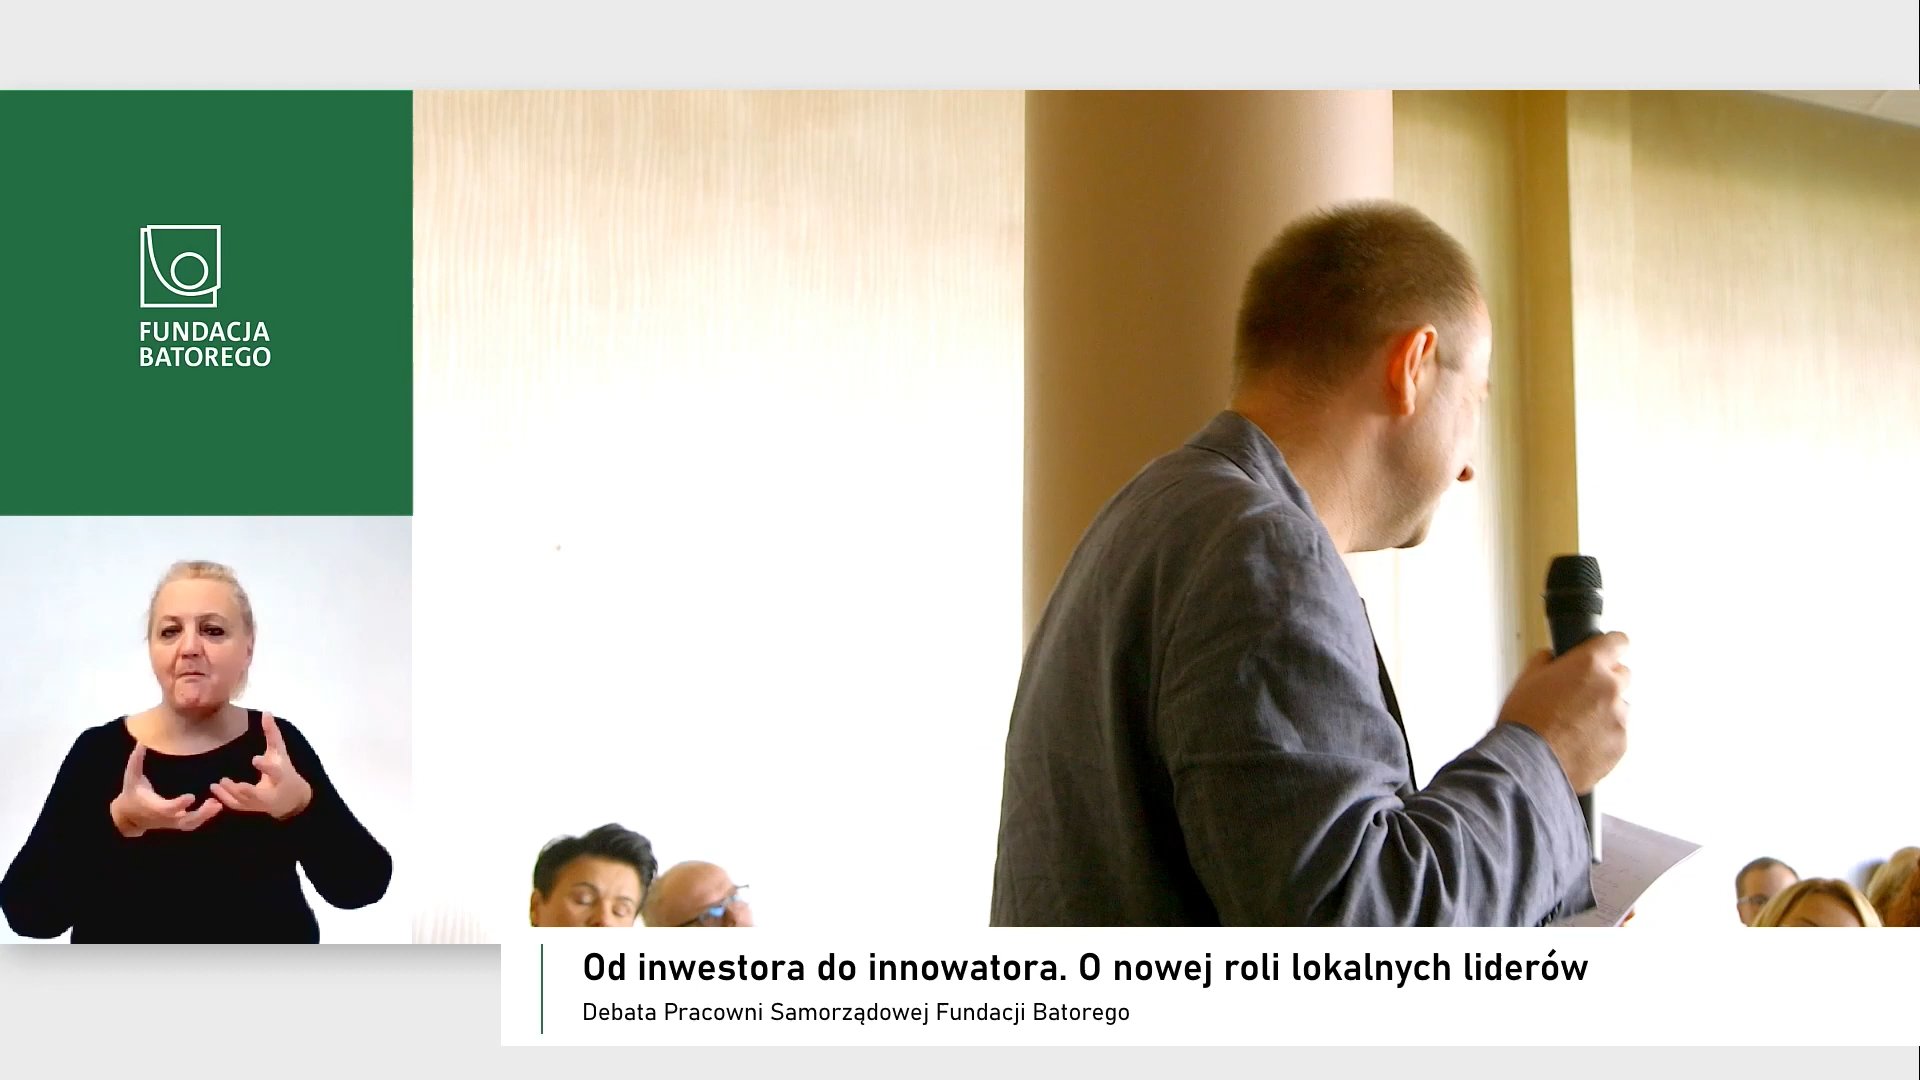 FUNDACJA
BATOREGO
Od inwestora do innowatora. O nowej roli lokalnych liderów
Debata Pracowni Samorządowej Fundacji Batorego